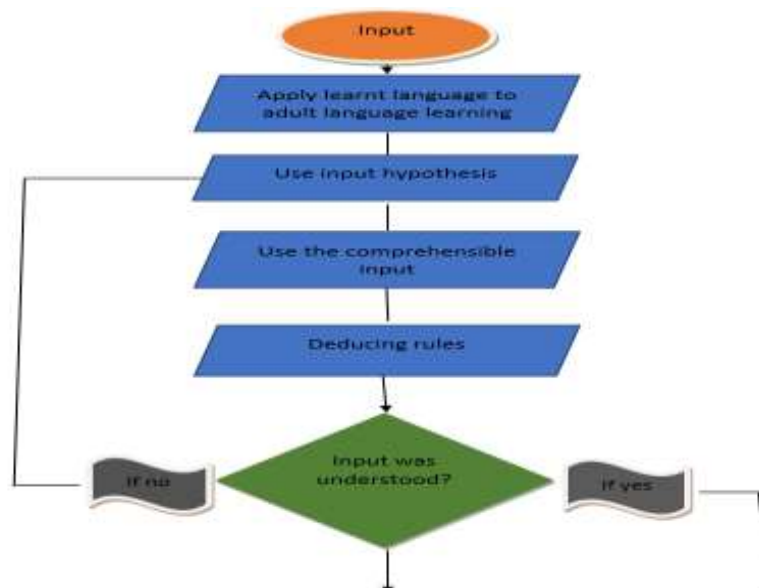 Input
Apply learnt language to
adult language learning
Use input hypothesis
Use the comprehensible
input
Deducing rules
Input was
understood?
If no
If yes